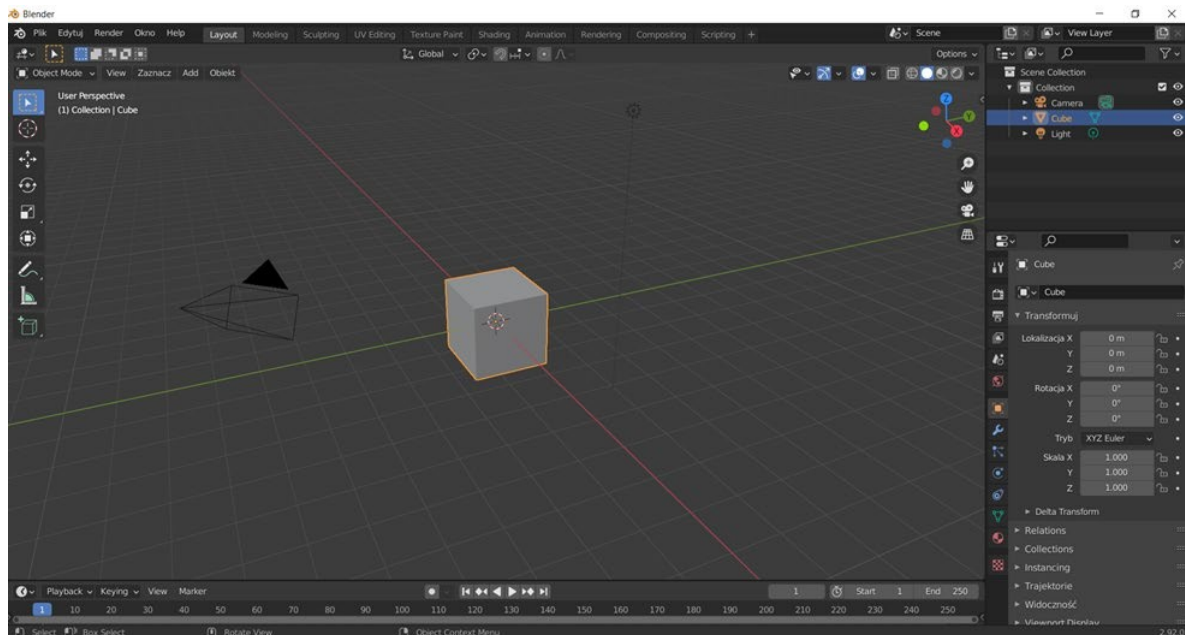 Blender
Plik Edytuj Render Okno Help Layout Modeling Sculpting UV Editing Texture Paint Shading Animation Rendering Compositing Scripting + Scene View Layer
Global Options
Object Mode View Zaznacz Add Obiekt
User Perspective
(1) Collection | Cube
Z
Y
X
Scene Collection
Collection
Camera
Cube
Light
Cube
Cube
Transformuj
Lokalizacja X 0 m
Y 0 m
Z 0 m
Rotacja X 0°
Y 0°
Z 0°
Tryb XYZ Euler
Skala X 1.000
Y 1.000
Z 1.000
Delta Transform
Relations
Collections
Instancing
Trajektorie
Widoczność
Viewport Display
Playback Keying View Marker 1 Start 1 End 250
1 10 20 30 40 50 60 70 80 90 100 110 120 130 140 150 160 170 180 190 200 210 220 230 240 250
Select Box Select Rotate View Object Context Menu 2.92.0